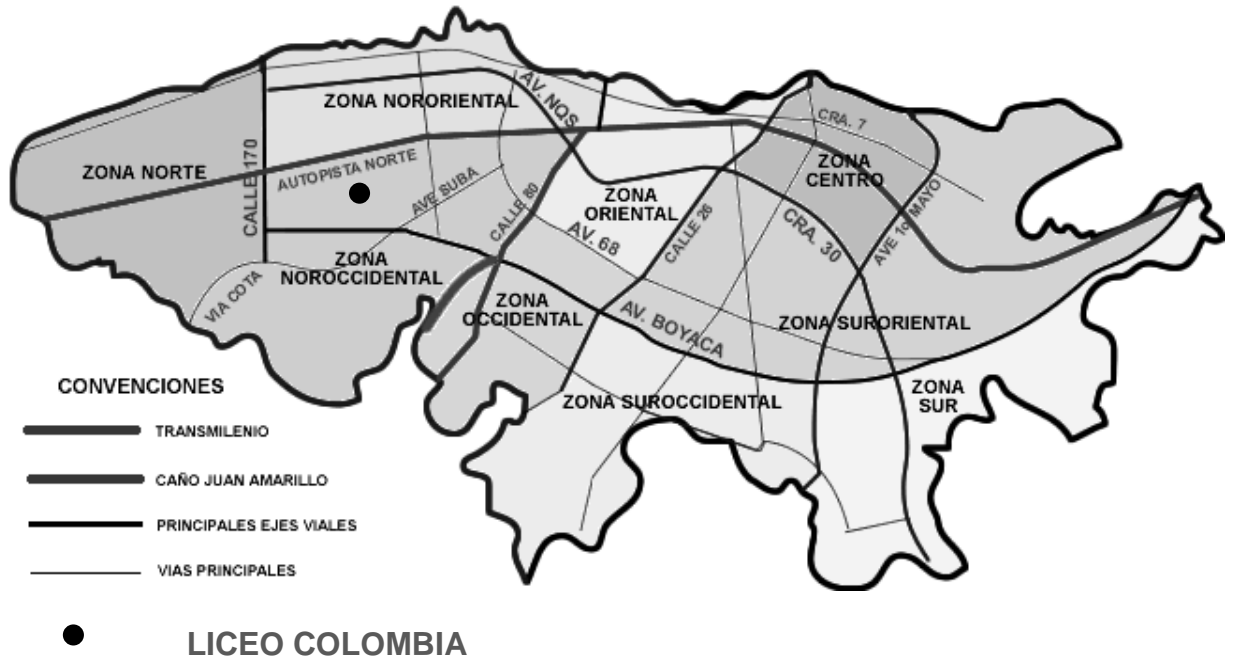 AV. NQS
ZONA NORORIENTAL
CRA. 7
ZONA NORTE
CALLE 170
AUTOPISTA NORTE
AVE SUBA
ZONA
CENTRO
ZONA
ORIENTAL
CALLE 80
AV. 68
CALLE 26
CRA. 30
AVE 1o. MAYO
ZONA
NOROCCIDENTAL
VIA COTA
ZONA
OCCIDENTAL
AV. BOYACA
ZONA SURORIENTAL
ZONA SUROCCIDENTAL
ZONA
SUR
CONVENCIONES
TRANSMILENIO
CAÑO JUAN AMARILLO
PRINCIPALES EJES VIALES
VIAS PRINCIPALES
LICEO COLOMBIA